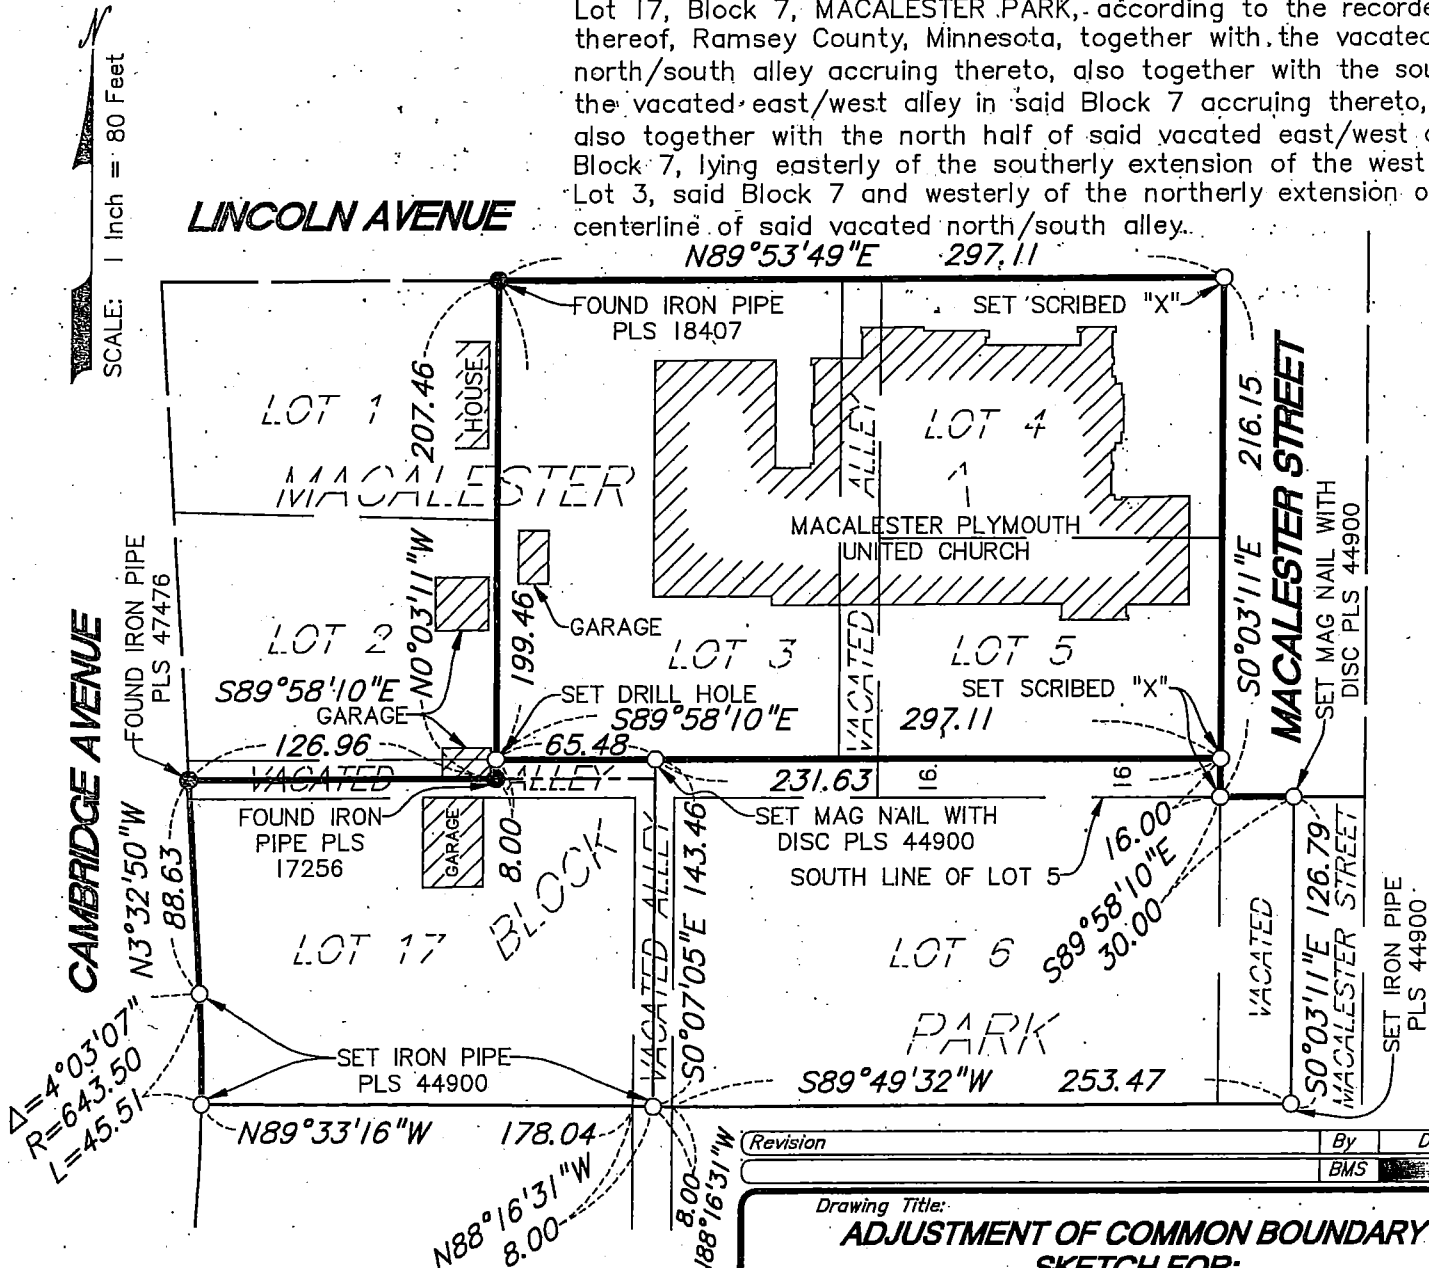 Lot 17, Block 7, MACALESTER PARK, according to the recorde
thereof, Ramsey County, Minnesota, together with the vacated
north/south alley accruing thereto, also together with the sou
the vacated east/west alley in said Block 7 accruing thereto,
also together with the north half of said vacated east/west
Block 7, lying easterly of the southerly extension of the west
Lot 3, said Block 7 and westerly of the northerly extension o
centerline of said vacated north/south alley.
N
SCALE: 1 Inch = 80 Feet
LINCOLN AVENUE
N89°53'49"E 297.11
FOUND IRON PIPE
PLS 18407
SET SCRIBED "X"
207.46
HOUSE
LOT 1
LOT 4
ALLEY
216.15
MACALESTER STREET
MACALESTER
1
MACALESTER PLYMOUTH
UNITED CHURCH
SET MAG NAIL WITH
DISC PLS 44900
FOUND IRON PIPE
PLS 47476
N0°03'11"W
199.46
GARAGE
S0°03'11"E
CAMBRIDGE AVENUE
LOT 2
LOT 3
VACATED
LOT 5
S89°58'10"E
GARAGE
SET DRILL HOLE
S89°58'10"E 297.11
SET SCRIBED "X"
126.96
65.48
VACATED ALLEY
231.63
16
16
FOUND IRON
PIPE PLS
17256
GARAGE
8.00
SET MAG NAIL WITH
DISC PLS 44900
SOUTH LINE OF LOT 5
16.00
S89°58'10"E
30.00
N3°32'50"W
88.63
BLOCK
LOT 17
VACATED ALLEY
S0°07'05"E 143.46
LOT 6
VACATED
S0°03'11"E 126.79
MACALESTER STREET
SET IRON PIPE
PLS 44900
PARK
Δ=4°03'07"
R=643.50
L=45.51
SET IRON PIPE
PLS 44900
S89°49'32"W 253.47
N89°33'16"W 178.04
N88°16'31"W
8.00
8.00
88°16'31"W
Revision By D
BMS
Drawing Title:
ADJUSTMENT OF COMMON BOUNDARY
SKETCH FOR: